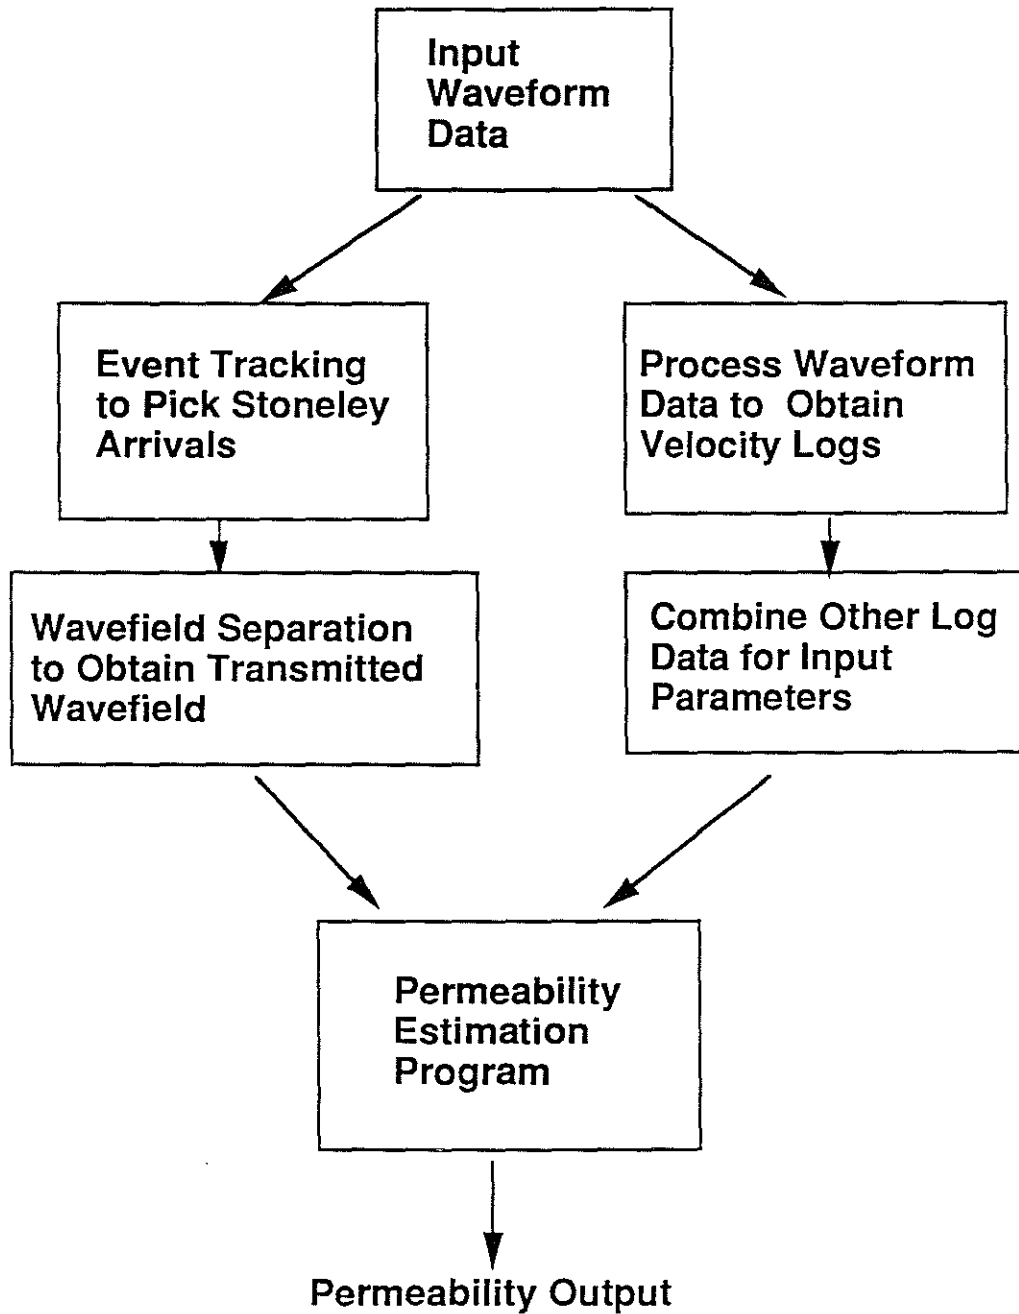 Input
Waveform
Data
Event Tracking
to Pick Stoneley
Arrivals
Process Waveform
Data to Obtain
Velocity Logs
Wavefield Separation
to Obtain Transmitted
Wavefield
Combine Other Log
Data for Input
Parameters
Permeability
Estimation
Program
Permeability Output